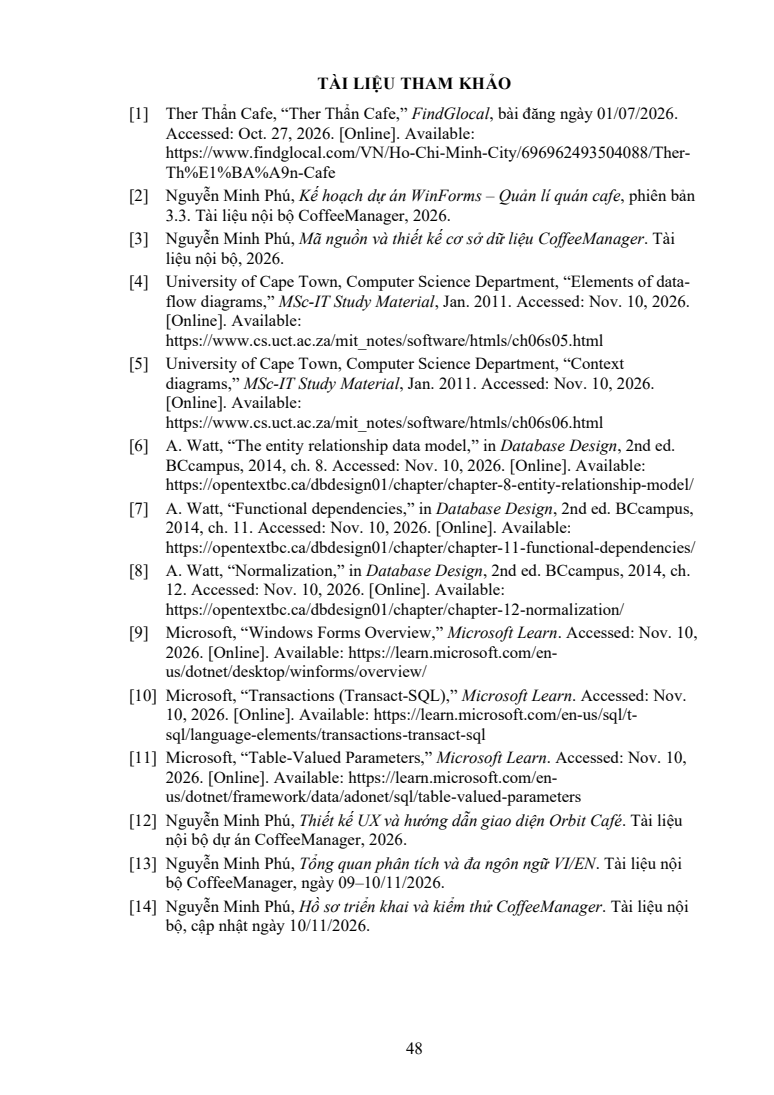 TÀI LIỆU THAM KHẢO
[1] Ther Thẩn Cafe, “Ther Thẩn Cafe,” FindGlocal, bài đăng ngày 01/07/2026.
Accessed: Oct. 27, 2026. [Online]. Available:
https://www.findglocal.com/VN/Ho-Chi-Minh-City/696962493504088/Ther-
Th%E1%BA%A9n-Cafe
[2] Nguyễn Minh Phú, Kế hoạch dự án WinForms – Quản lí quán cafe, phiên bản
3.3. Tài liệu nội bộ CoffeeManager, 2026.
[3] Nguyễn Minh Phú, Mã nguồn và thiết kế cơ sở dữ liệu CoffeeManager. Tài
liệu nội bộ, 2026.
[4] University of Cape Town, Computer Science Department, “Elements of data-
flow diagrams,” MSc-IT Study Material, Jan. 2011. Accessed: Nov. 10, 2026.
[Online]. Available:
https://www.cs.uct.ac.za/mit_notes/software/htmls/ch06s05.html
[5] University of Cape Town, Computer Science Department, “Context
diagrams,” MSc-IT Study Material, Jan. 2011. Accessed: Nov. 10, 2026.
[Online]. Available:
https://www.cs.uct.ac.za/mit_notes/software/htmls/ch06s06.html
[6] A. Watt, “The entity relationship data model,” in Database Design, 2nd ed.
BCcampus, 2014, ch. 8. Accessed: Nov. 10, 2026. [Online]. Available:
https://opentextbc.ca/dbdesign01/chapter/chapter-8-entity-relationship-model/
[7] A. Watt, “Functional dependencies,” in Database Design, 2nd ed. BCcampus,
2014, ch. 11. Accessed: Nov. 10, 2026. [Online]. Available:
https://opentextbc.ca/dbdesign01/chapter/chapter-11-functional-dependencies/
[8] A. Watt, “Normalization,” in Database Design, 2nd ed. BCcampus, 2014, ch.
12. Accessed: Nov. 10, 2026. [Online]. Available:
https://opentextbc.ca/dbdesign01/chapter/chapter-12-normalization/
[9] Microsoft, “Windows Forms Overview,” Microsoft Learn. Accessed: Nov. 10,
2026. [Online]. Available: https://learn.microsoft.com/en-
us/dotnet/desktop/winforms/overview/
[10] Microsoft, “Transactions (Transact-SQL),” Microsoft Learn. Accessed: Nov.
10, 2026. [Online]. Available: https://learn.microsoft.com/en-us/sql/t-
sql/language-elements/transactions-transact-sql
[11] Microsoft, “Table-Valued Parameters,” Microsoft Learn. Accessed: Nov. 10,
2026. [Online]. Available: https://learn.microsoft.com/en-
us/dotnet/framework/data/adonet/sql/table-valued-parameters
[12] Nguyễn Minh Phú, Thiết kế UX và hướng dẫn giao diện Orbit Café. Tài liệu
nội bộ dự án CoffeeManager, 2026.
[13] Nguyễn Minh Phú, Tổng quan phân tích và đa ngôn ngữ VI/EN. Tài liệu nội
bộ CoffeeManager, ngày 09–10/11/2026.
[14] Nguyễn Minh Phú, Hồ sơ triển khai và kiểm thử CoffeeManager. Tài liệu nội
bộ, cập nhật ngày 10/11/2026.
48